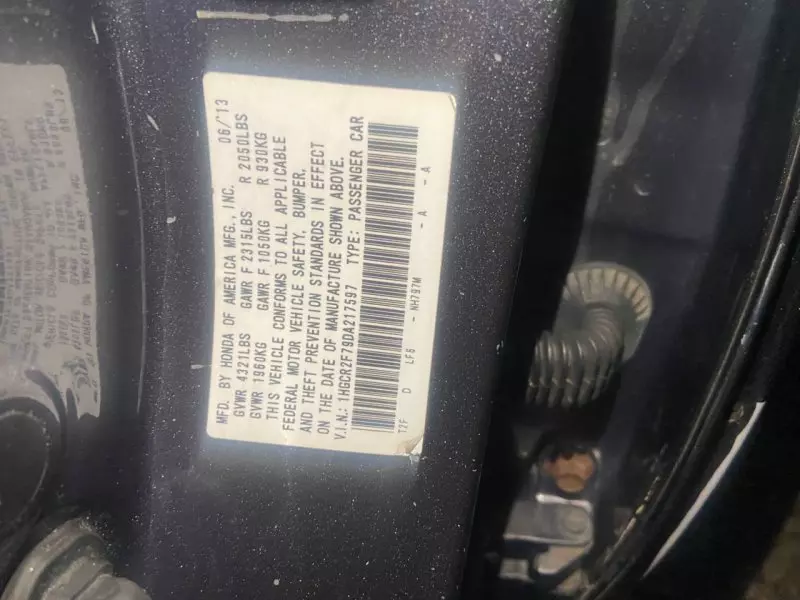 MFD. BY HONDA OF AMERICA MFG., INC. 06/'13
GVWR 4321LBS GAWR F 2315LBS R 2050LBS
GVWR 1960KG GAWR F 1050KG R 930KG
THIS VEHICLE CONFORMS TO ALL APPLICABLE
FEDERAL MOTOR VEHICLE SAFETY, BUMPER,
AND THEFT PREVENTION STANDARDS IN EFFECT
ON THE DATE OF MANUFACTURE SHOWN ABOVE.
V.I.N.: 1HGCR2F79DA217597 TYPE: PASSENGER CAR
T2F D LF8 - NH797M - A - A